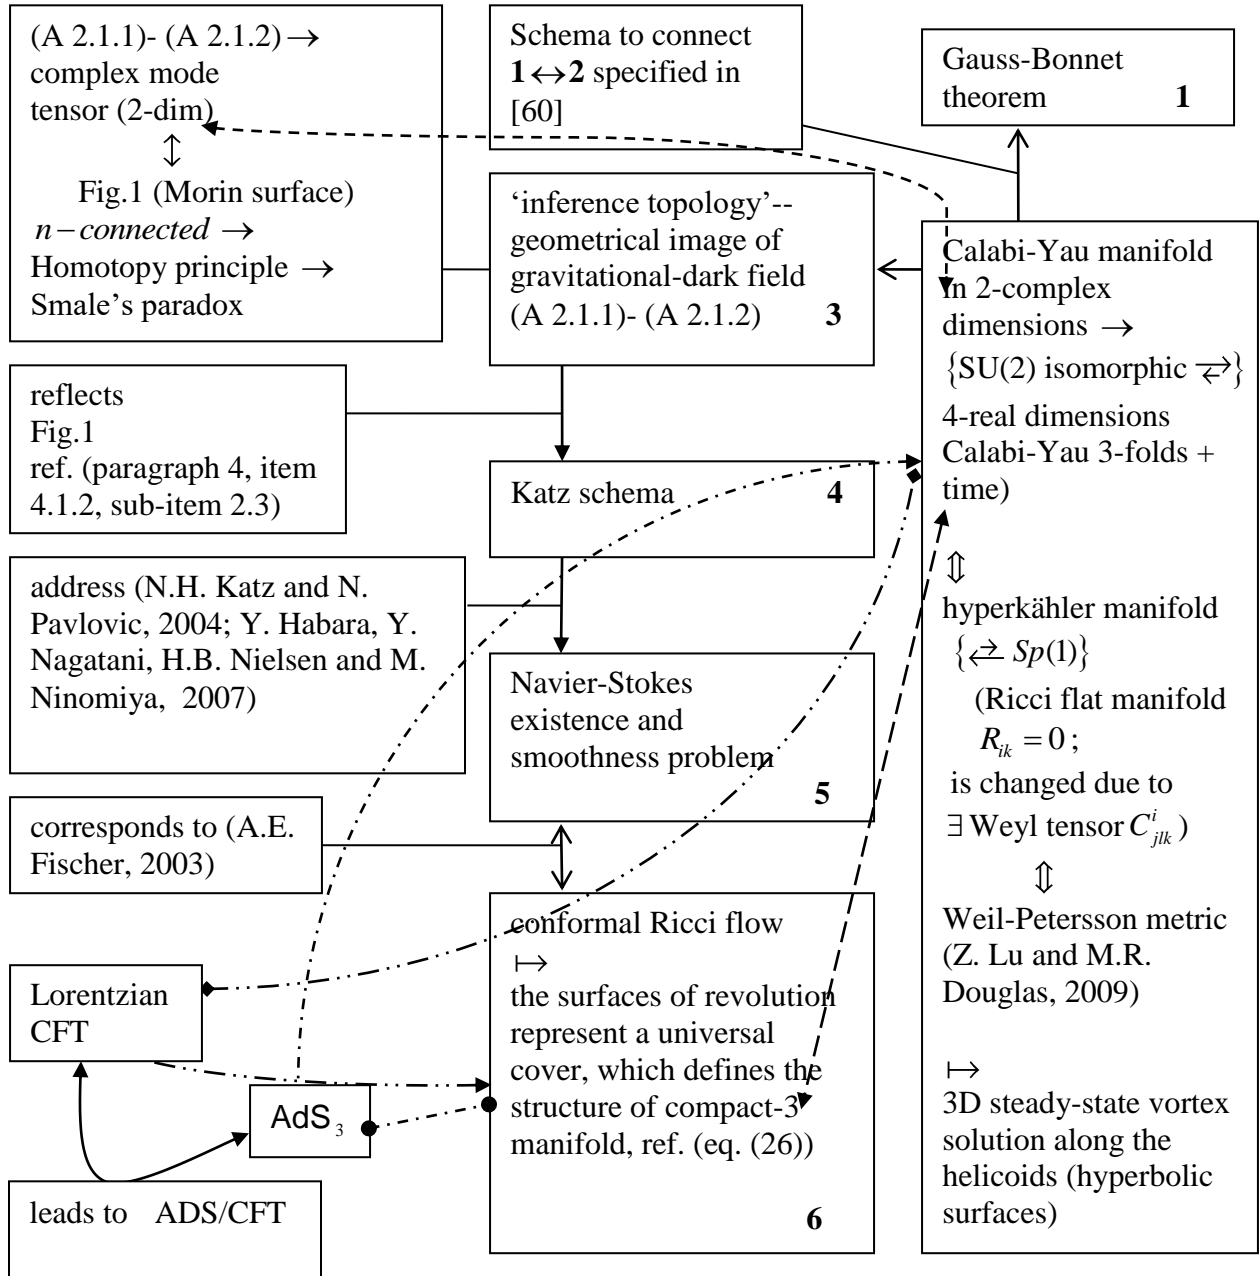 (A 2.1.1)- (A 2.1.2) →
complex mode
tensor (2-dim)
↕
Fig.1 (Morin surface)
n – connected →
Homotopy principle →
Smale's paradox
Schema to connect
1 ↔ 2 specified in
[60]
Gauss-Bonnet
theorem 1
'inference topology'--
geometrical image of
gravitational-dark field
(A 2.1.1)- (A 2.1.2) 3
Calabi-Yau manifold
in 2-complex
dimensions →
{SU(2) isomorphic ⇄}
4-real dimensions
Calabi-Yau 3-folds +
time)
⇕
hyperkähler manifold
{⇄ Sp(1)}
(Ricci flat manifold
R_{ik} = 0 ;
is changed due to
∃ Weyl tensor C^{i}_{jlk} )
⇕
Weil-Petersson metric
(Z. Lu and M.R.
Douglas, 2009)
↦
3D steady-state vortex
solution along the
helicoids (hyperbolic
surfaces)
reflects
Fig.1
ref. (paragraph 4, item
4.1.2, sub-item 2.3)
Katz schema 4
address (N.H. Katz and N.
Pavlovic, 2004; Y. Habara, Y.
Nagatani, H.B. Nielsen and M.
Ninomiya, 2007)
Navier-Stokes
existence and
smoothness problem
5
corresponds to (A.E.
Fischer, 2003)
conformal Ricci flow
↦
the surfaces of revolution
represent a universal
cover, which defines the
structure of compact-3
manifold, ref. (eq. (26))
6
Lorentzian
CFT
AdS₃
leads to ADS/CFT